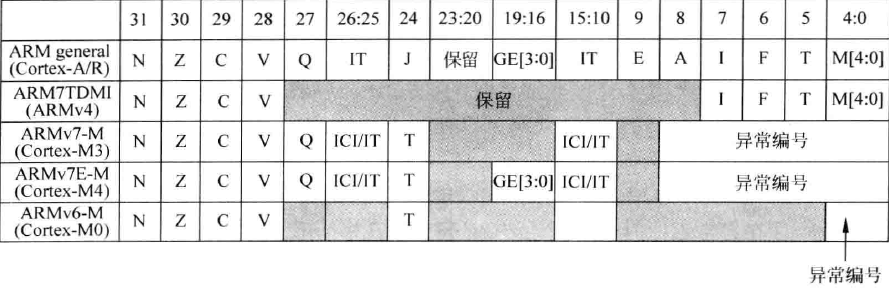 31 30 29 28 27 26:25 24 23:20 19:16 15:10 9 8 7 6 5 4:0
ARM general
(Cortex-A/R) N Z C V Q IT J 保留 GE[3:0] IT E A I F T M[4:0]
ARM7TDMI
(ARMv4) N Z C V 保留 I F T M[4:0]
ARMv7-M
(Cortex-M3) N Z C V Q ICI/IT T ICI/IT 异常编号
ARMv7E-M
(Cortex-M4) N Z C V Q ICI/IT T GE[3:0] ICI/IT 异常编号
ARMv6-M
(Cortex-M0) N Z C V T
异常编号